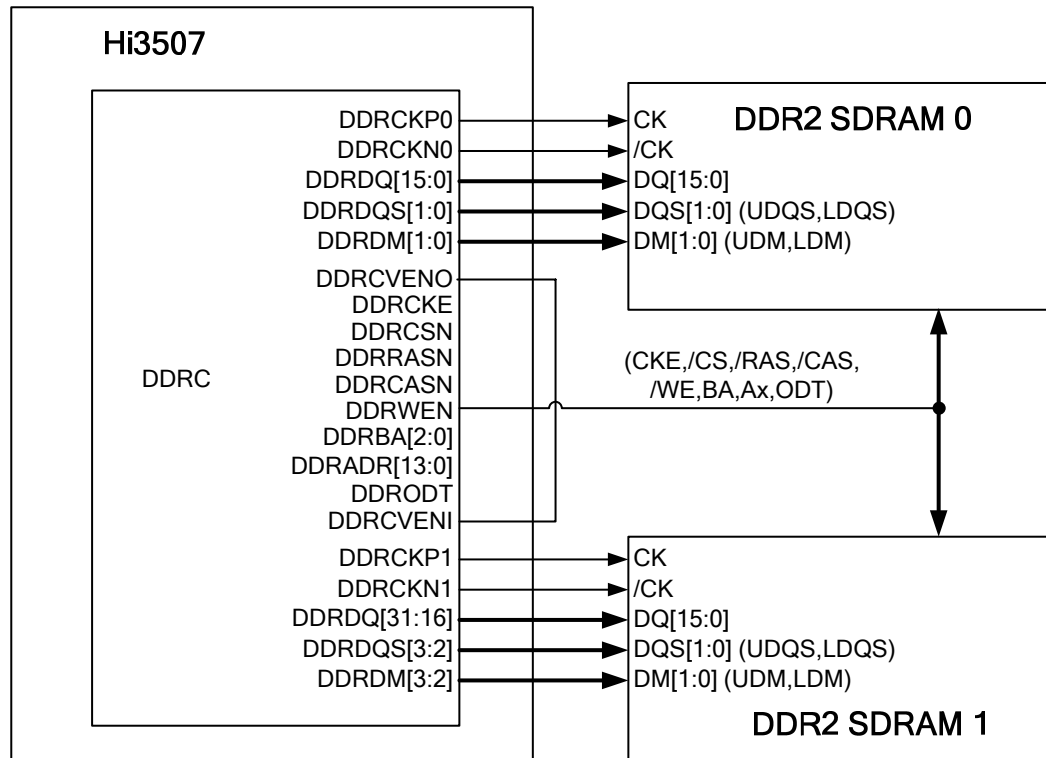 Hi3507
DDRC
DDRCKP0
DDRCKN0
DDRDQ[15:0]
DDRDQS[1:0]
DDRDM[1:0]
DDRCVENO
DDRCKE
DDRCSN
DDRRASN
DDRCASN
DDRWEN
DDRBA[2:0]
DDRADR[13:0]
DDRODT
DDRCVENI
DDRCKP1
DDRCKN1
DDRDQ[31:16]
DDRDQS[3:2]
DDRDM[3:2]
DDR2 SDRAM 0
CK
/CK
DQ[15:0]
DQS[1:0] (UDQS,LDQS)
DM[1:0] (UDM,LDM)
(CKE,/CS,/RAS,/CAS,
/WE,BA,Ax,ODT)
CK
/CK
DQ[15:0]
DQS[1:0] (UDQS,LDQS)
DM[1:0] (UDM,LDM)
DDR2 SDRAM 1